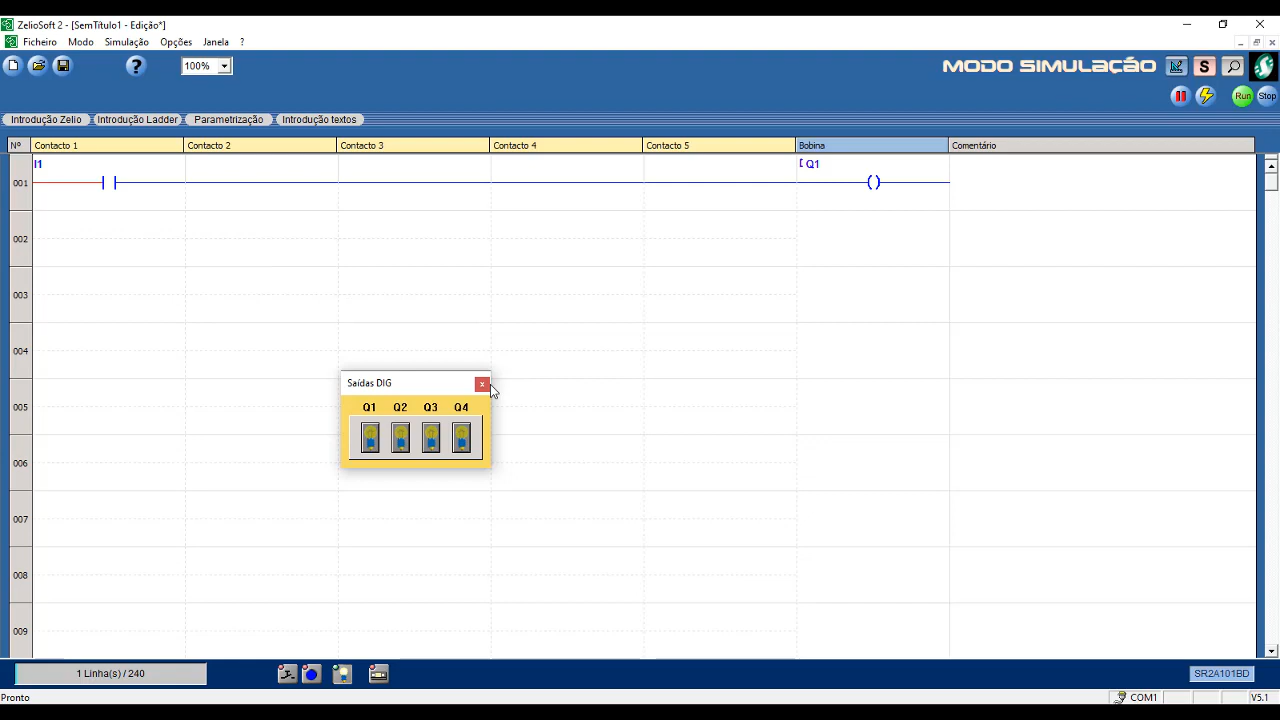 ZelioSoft 2 - [SemTítulo1 - Edição*]
Ficheiro Modo Simulação Opções Janela ?
? 100% MODO SIMULAÇÃO S
Run Stop
Introdução Zelio Introdução Ladder Parametrização Introdução textos
Nº Contacto 1 Contacto 2 Contacto 3 Contacto 4 Contacto 5 Bobina Comentário
I1 [ Q1
001
002
003
004
Saídas DIG x
005
Q1 Q2 Q3 Q4
006
007
008
009
1 Linha(s) / 240 SR2A101BD
Pronto COM1 V5.1